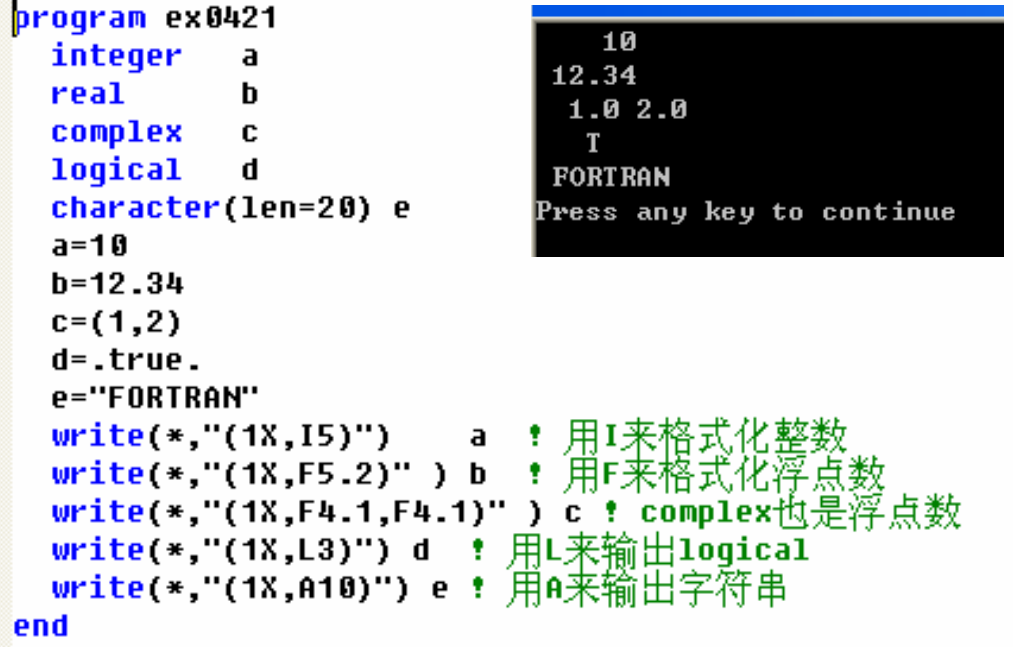 program ex0421
  integer   a
  real      b
  complex   c
  logical   d
  character(len=20) e
  a=10
  b=12.34
  c=(1,2)
  d=.true.
  e="FORTRAN"
  write(*,"(1X,I5)")     a  ! 用I来格式化整数
  write(*,"(1X,F5.2)" ) b  ! 用F来格式化浮点数
  write(*,"(1X,F4.1,F4.1)" ) c ! complex也是浮点数
  write(*,"(1X,L3)") d  ! 用L来输出logical
  write(*,"(1X,A10)") e ! 用A来输出字符串
end
    10
 12.34
  1.0 2.0
   T
 FORTRAN
Press any key to continue